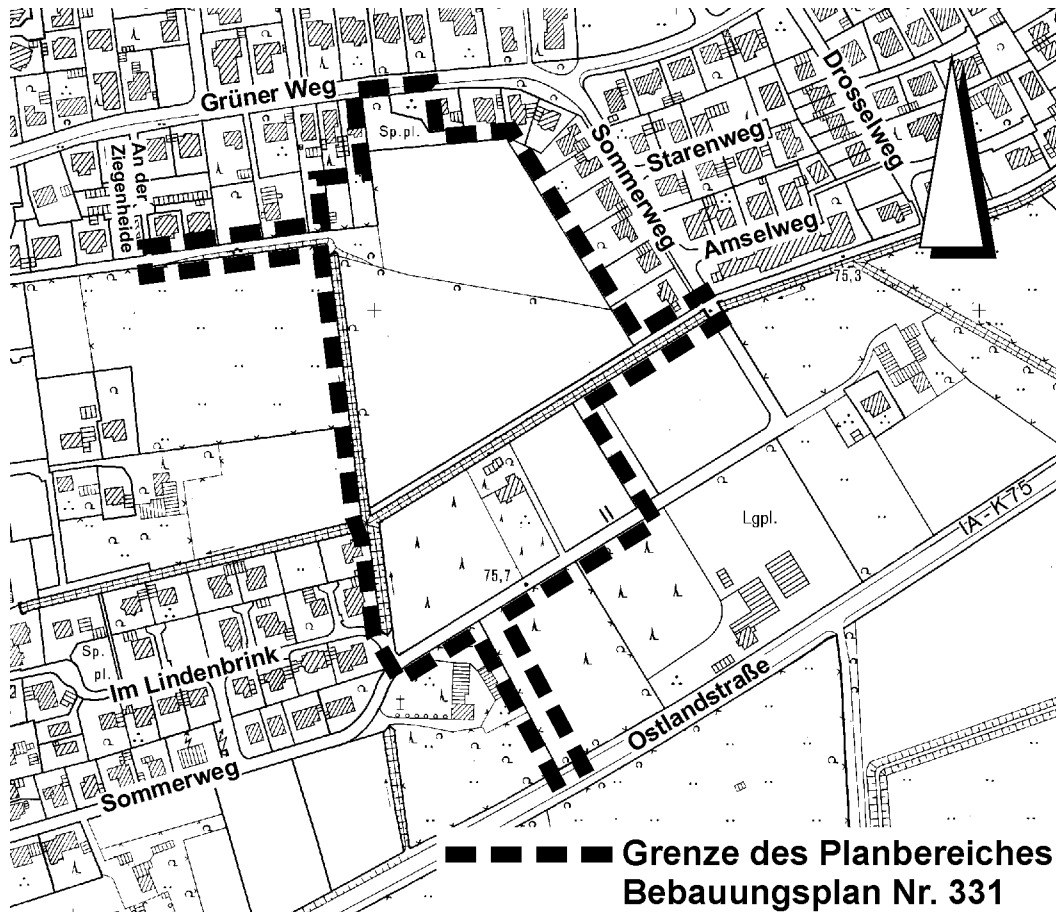 Grüner Weg
Sp.pl.
An der
Ziegenheide
Sommerweg
Starenweg
Drosselweg
Amselweg
75,3
II
Lgpl.
IA - K 75
75,7
Sp.
pl.
Im Lindenbrink
Ostlandstraße
Sommerweg
Grenze des Planbereiches
Bebauungsplan Nr. 331